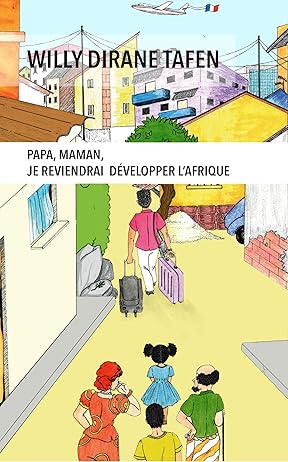 WILLY DIRANE TAFEN
PAPA, MAMAN,
JE REVIENDRAI DÉVELOPPER L'AFRIQUE